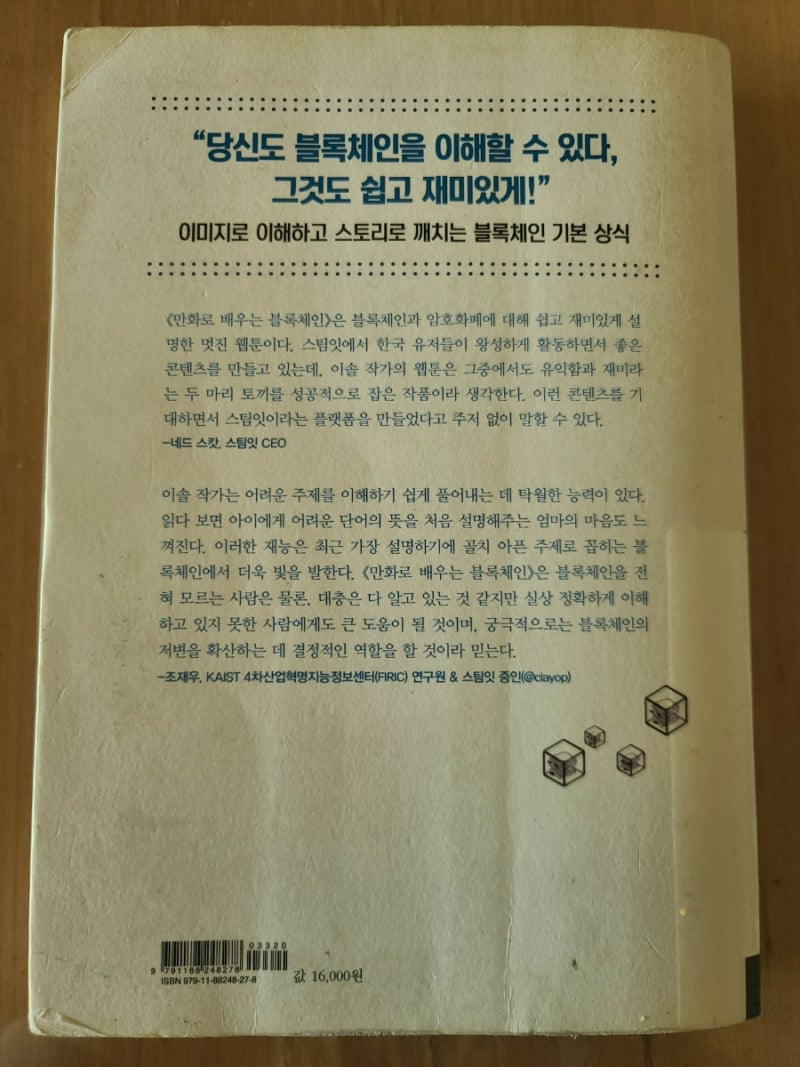 “당신도 블록체인을 이해할 수 있다,
그것도 쉽고 재미있게!”
이미지로 이해하고 스토리로 깨치는 블록체인 기본 상식
《만화로 배우는 블록체인》은 블록체인과 암호화폐에 대해 쉽고 재미있게 설
명한 멋진 웹툰이다. 스팀잇에서 한국 유저들이 왕성하게 활동하면서 좋은
콘텐츠를 만들고 있는데, 이솔 작가의 웹툰은 그중에서도 유익함과 재미라
는 두 마리 토끼를 성공적으로 잡은 작품이라 생각한다. 이런 콘텐츠를 기
대하면서 스팀잇이라는 플랫폼을 만들었다고 주저 없이 말할 수 있다.
–네드 스캇, 스팀잇 CEO
이솔 작가는 어려운 주제를 이해하기 쉽게 풀어내는 데 탁월한 능력이 있다.
읽다 보면 아이에게 어려운 단어의 뜻을 처음 설명해주는 엄마의 마음도 느
껴진다. 이러한 재능은 최근 가장 설명하기에 골치 아픈 주제로 꼽히는 블
록체인에서 더욱 빛을 발한다. 《만화로 배우는 블록체인》은 블록체인을 전
혀 모르는 사람은 물론, 대충은 다 알고 있는 것 같지만 실상 정확하게 이해
하고 있지 못한 사람에게도 큰 도움이 될 것이며, 궁극적으로는 블록체인의
저변을 확산하는 데 결정적인 역할을 할 것이라 믿는다.
–조재우, KAIST 4차산업혁명지능정보센터(FIRIC) 연구원 & 스팀잇 증인(@clayop)
03320
9 791188 248278
ISBN 979-11-88248-27-8
값 16,000원